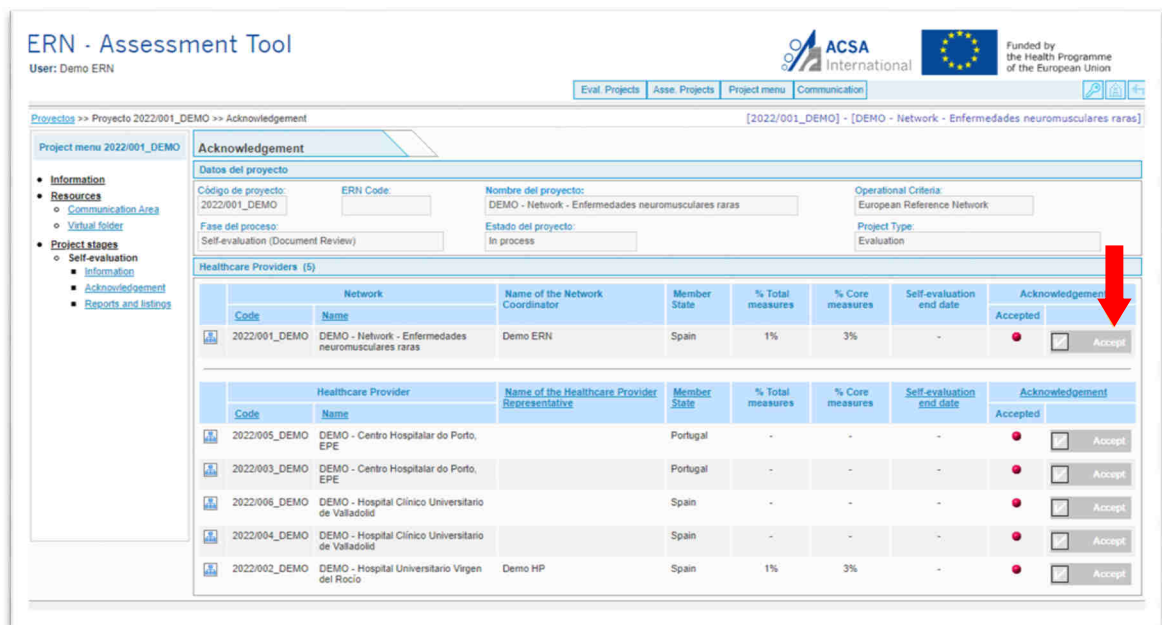 ERN - Assessment Tool
User: Demo ERN
ACSA
International
Funded by
the Health Programme
of the European Union
Eval. Projects Asse. Projects Project menu Communication
Proyectos >> Proyecto 2022/001_DEMO >> Acknowledgement
[2022/001_DEMO] - [DEMO - Network - Enfermedades neuromusculares raras]
Project menu 2022/001_DEMO
Information
Resources
Communication Area
Virtual folder
Project stages
Self-evaluation
Information
Acknowledgement
Reports and listings
Acknowledgement
Datos del proyecto
Código de proyecto: ERN Code: Nombre del proyecto: Operational Criteria:
2022/001_DEMO DEMO - Network - Enfermedades neuromusculares raras European Reference Network
Fase del proceso: Estado del proyecto: Project Type:
Self-evaluation (Document Review) In process Evaluation
Healthcare Providers (5)
Network Name of the Network Coordinator Member State % Total measures % Core measures Self-evaluation end date Acknowledgement
Code Name Accepted
2022/001_DEMO DEMO - Network - Enfermedades neuromusculares raras Demo ERN Spain 1% 3% - Accept
Healthcare Provider Name of the Healthcare Provider Representative Member State % Total measures % Core measures Self-evaluation end date Acknowledgement
Code Name Accepted
2022/005_DEMO DEMO - Centro Hospitalar do Porto, EPE Portugal - - - Accept
2022/003_DEMO DEMO - Centro Hospitalar do Porto, EPE Portugal - - - Accept
2022/006_DEMO DEMO - Hospital Clínico Universitario de Valladolid Spain - - - Accept
2022/004_DEMO DEMO - Hospital Clínico Universitario de Valladolid Spain - - - Accept
2022/002_DEMO DEMO - Hospital Universitario Virgen del Rocío Demo HP Spain 1% 3% - Accept